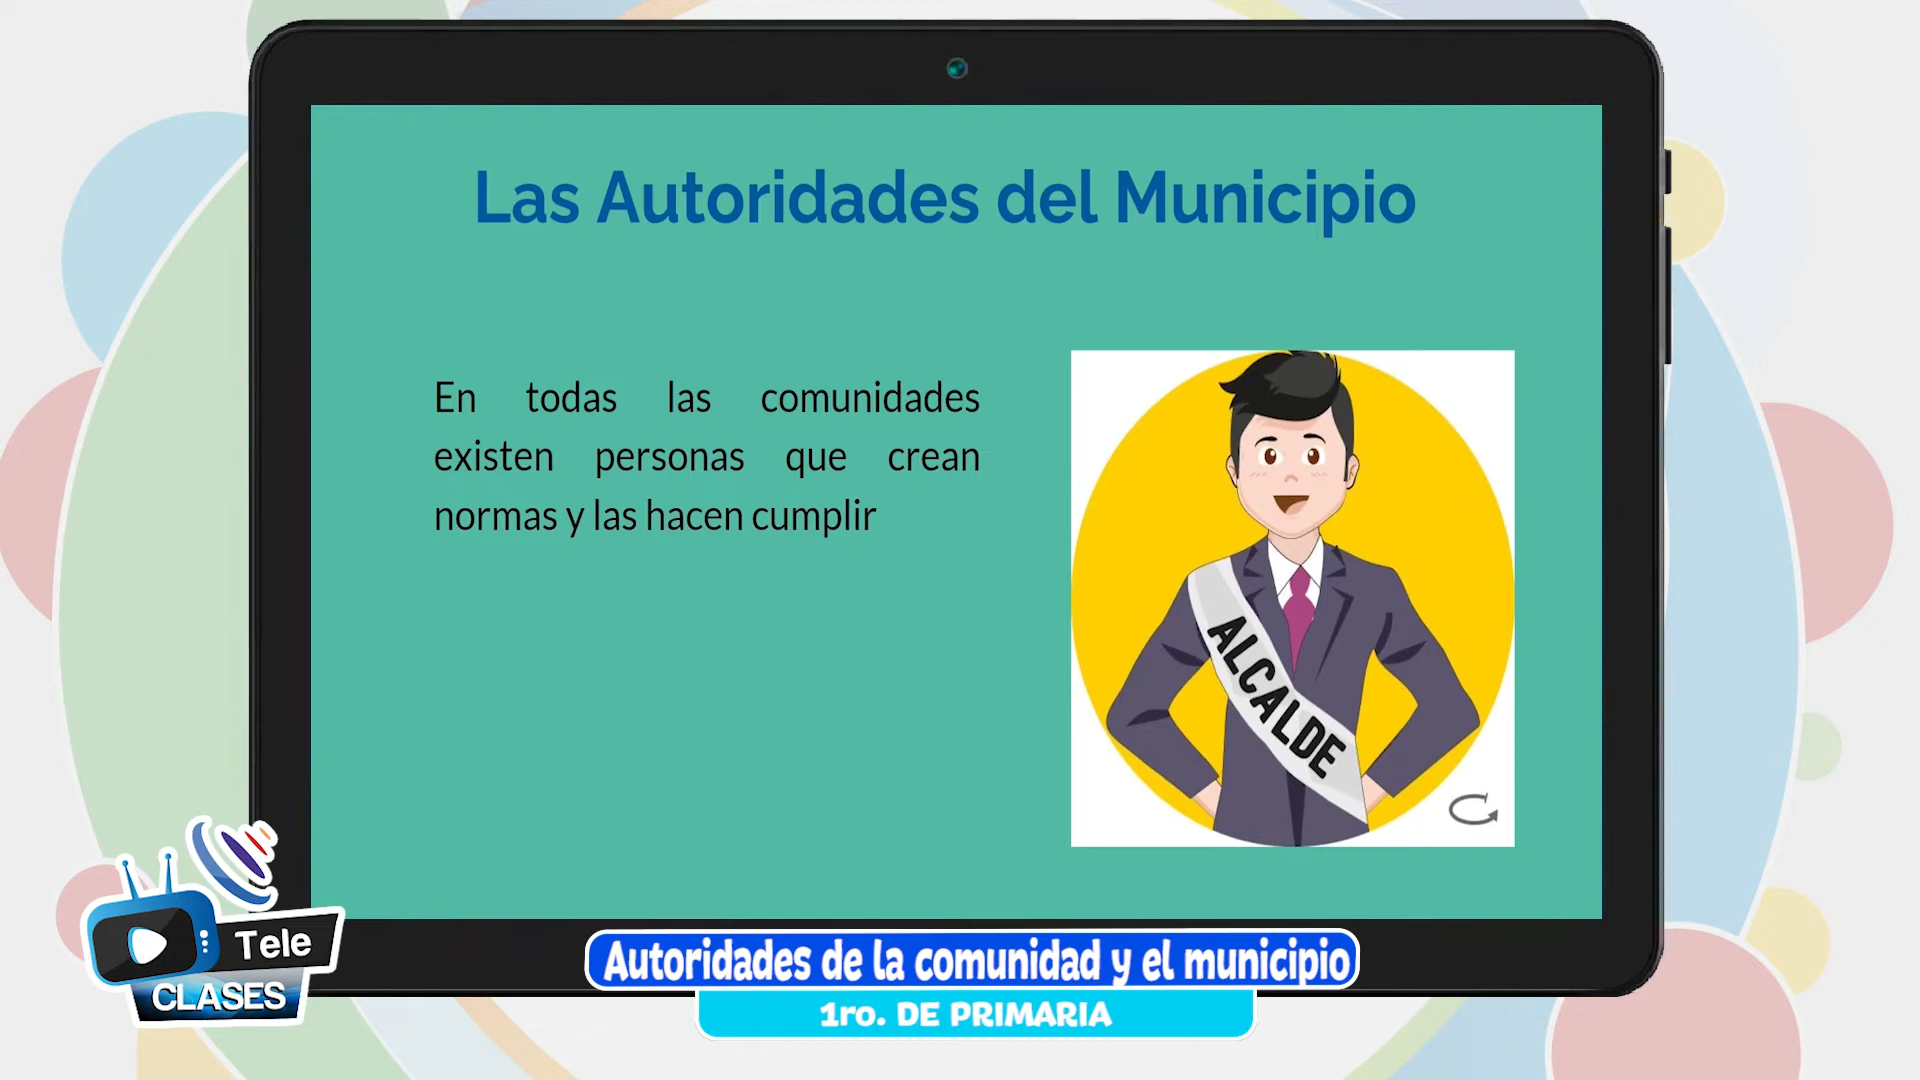 Las Autoridades del Municipio
En todas las comunidades
existen personas que crean
normas y las hacen cumplir
ALCALDE
Tele
CLASES
Autoridades de la comunidad y el municipio
1ro. DE PRIMARIA